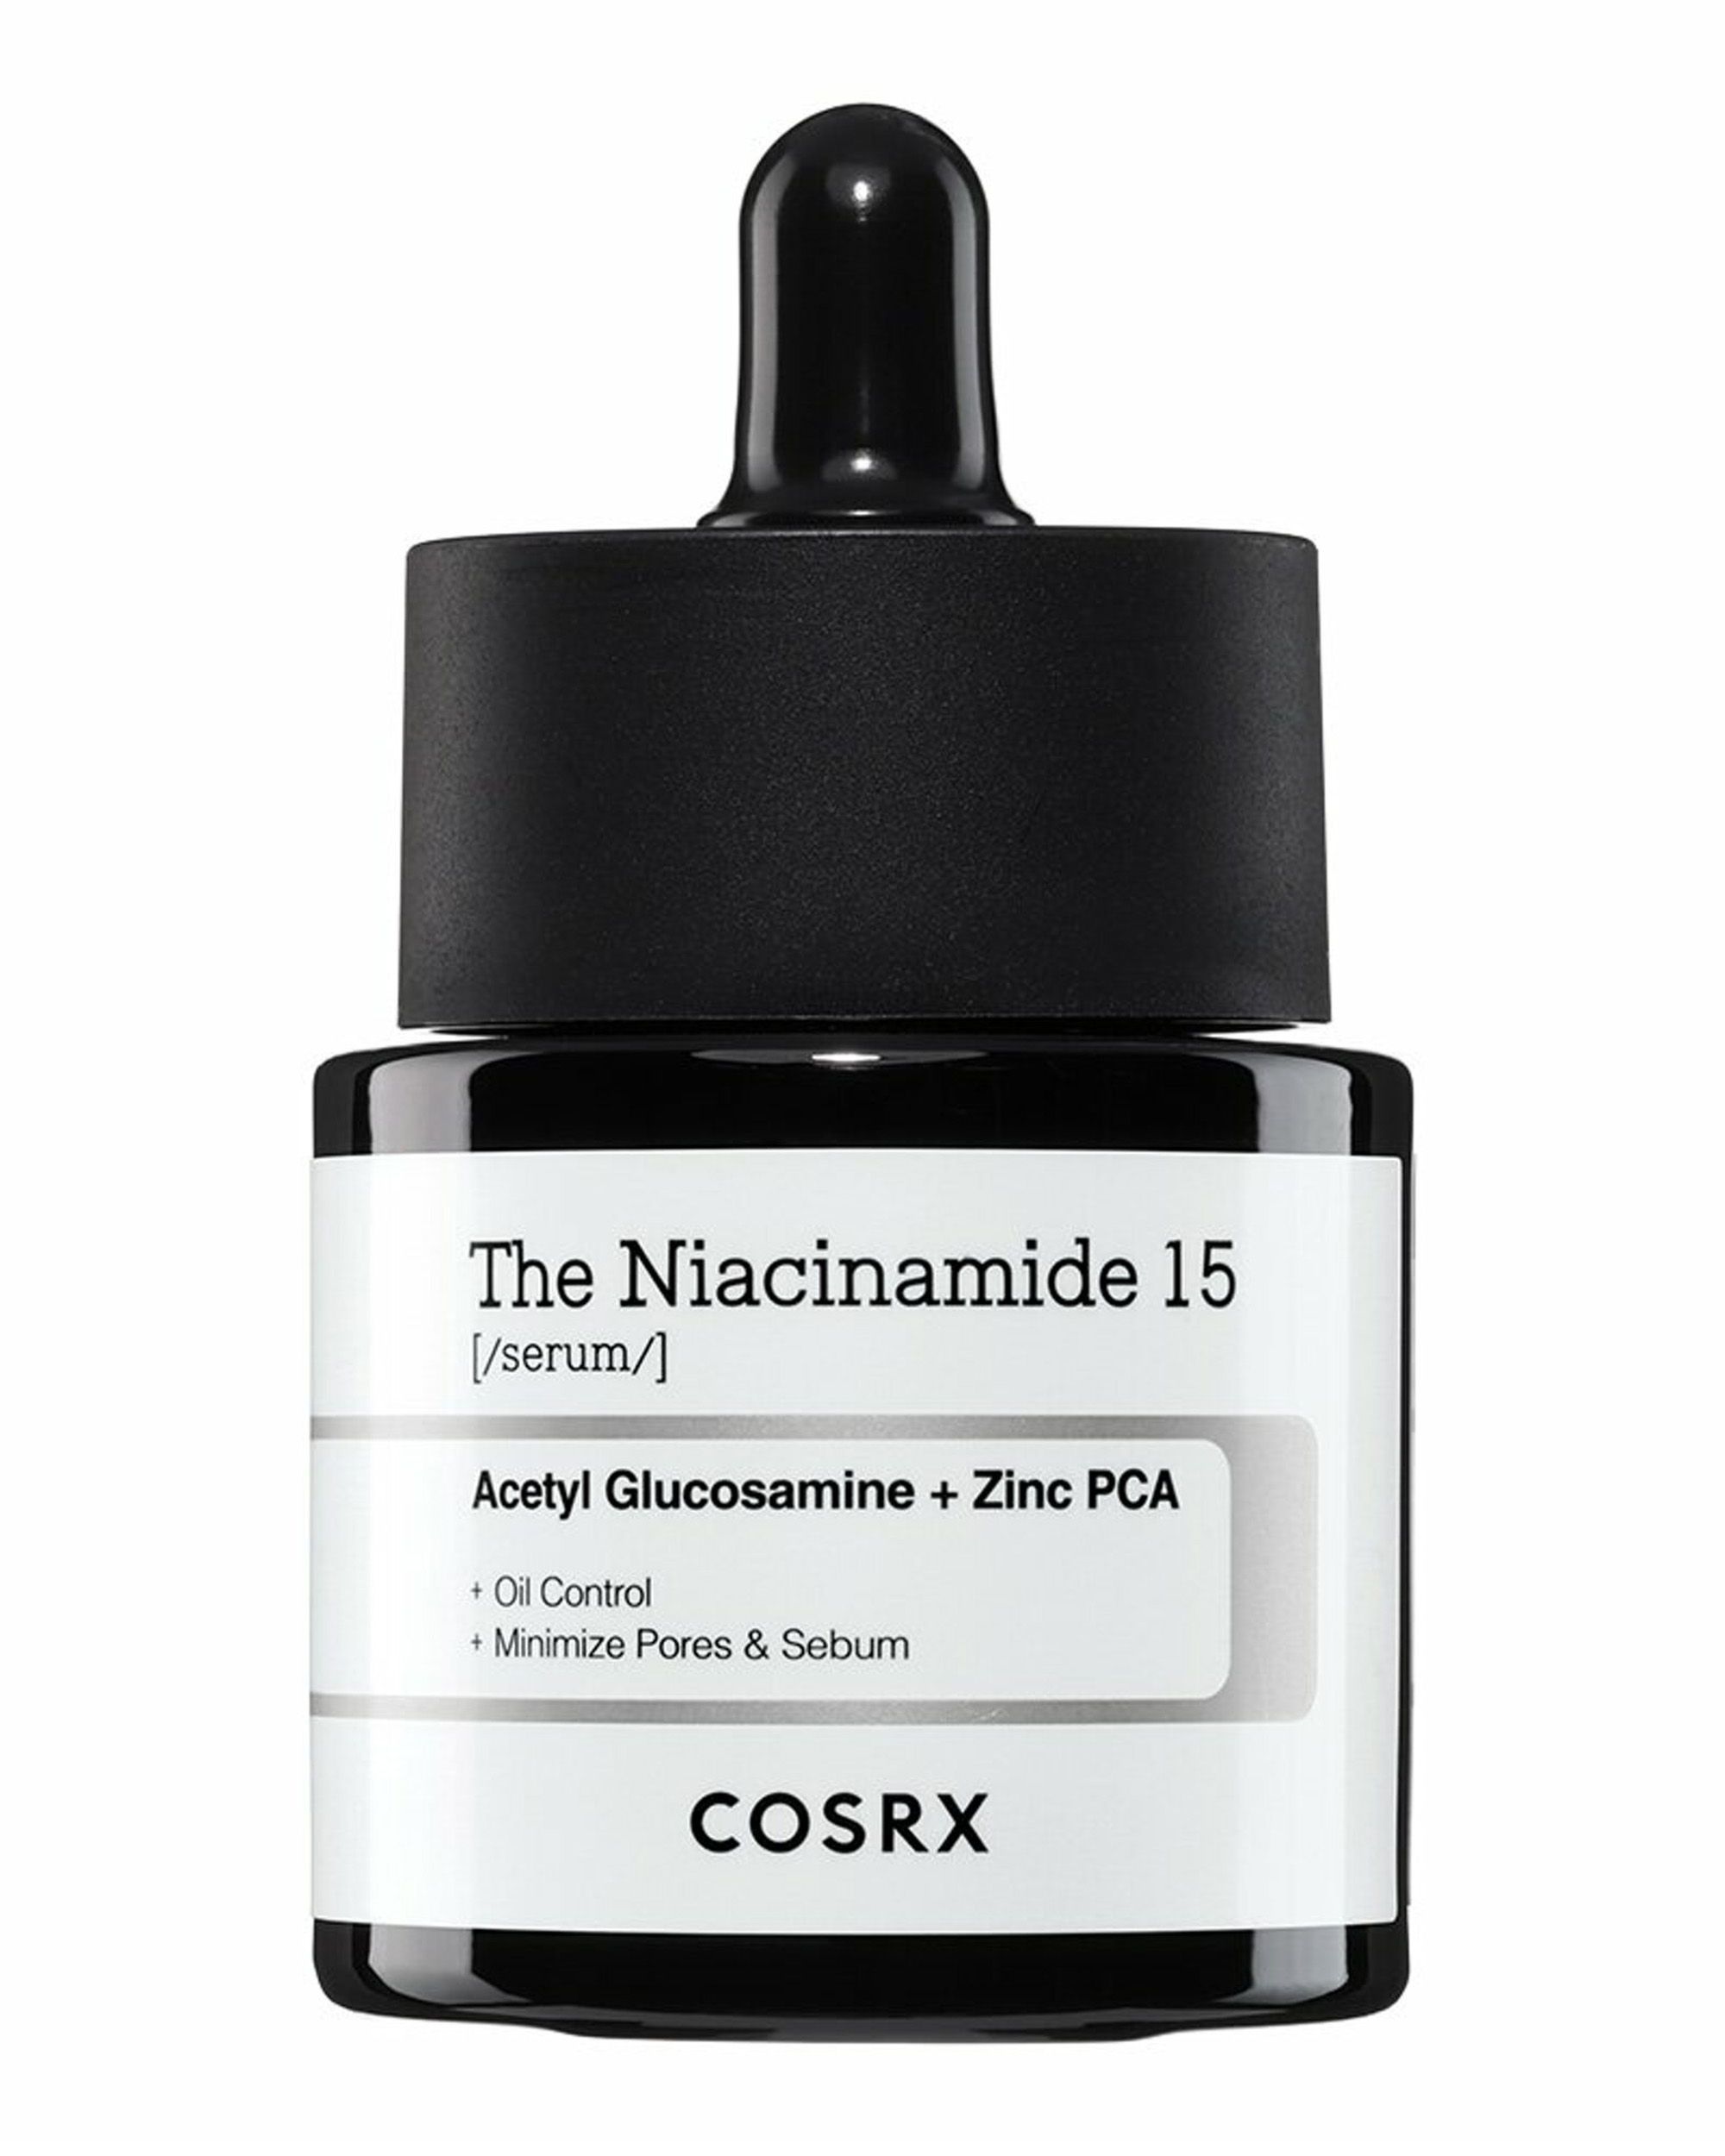 The Niacinamide 15
[/serum/]
Acetyl Glucosamine + Zinc PCA
+ Oil Control
+ Minimize Pores & Sebum
COSRX